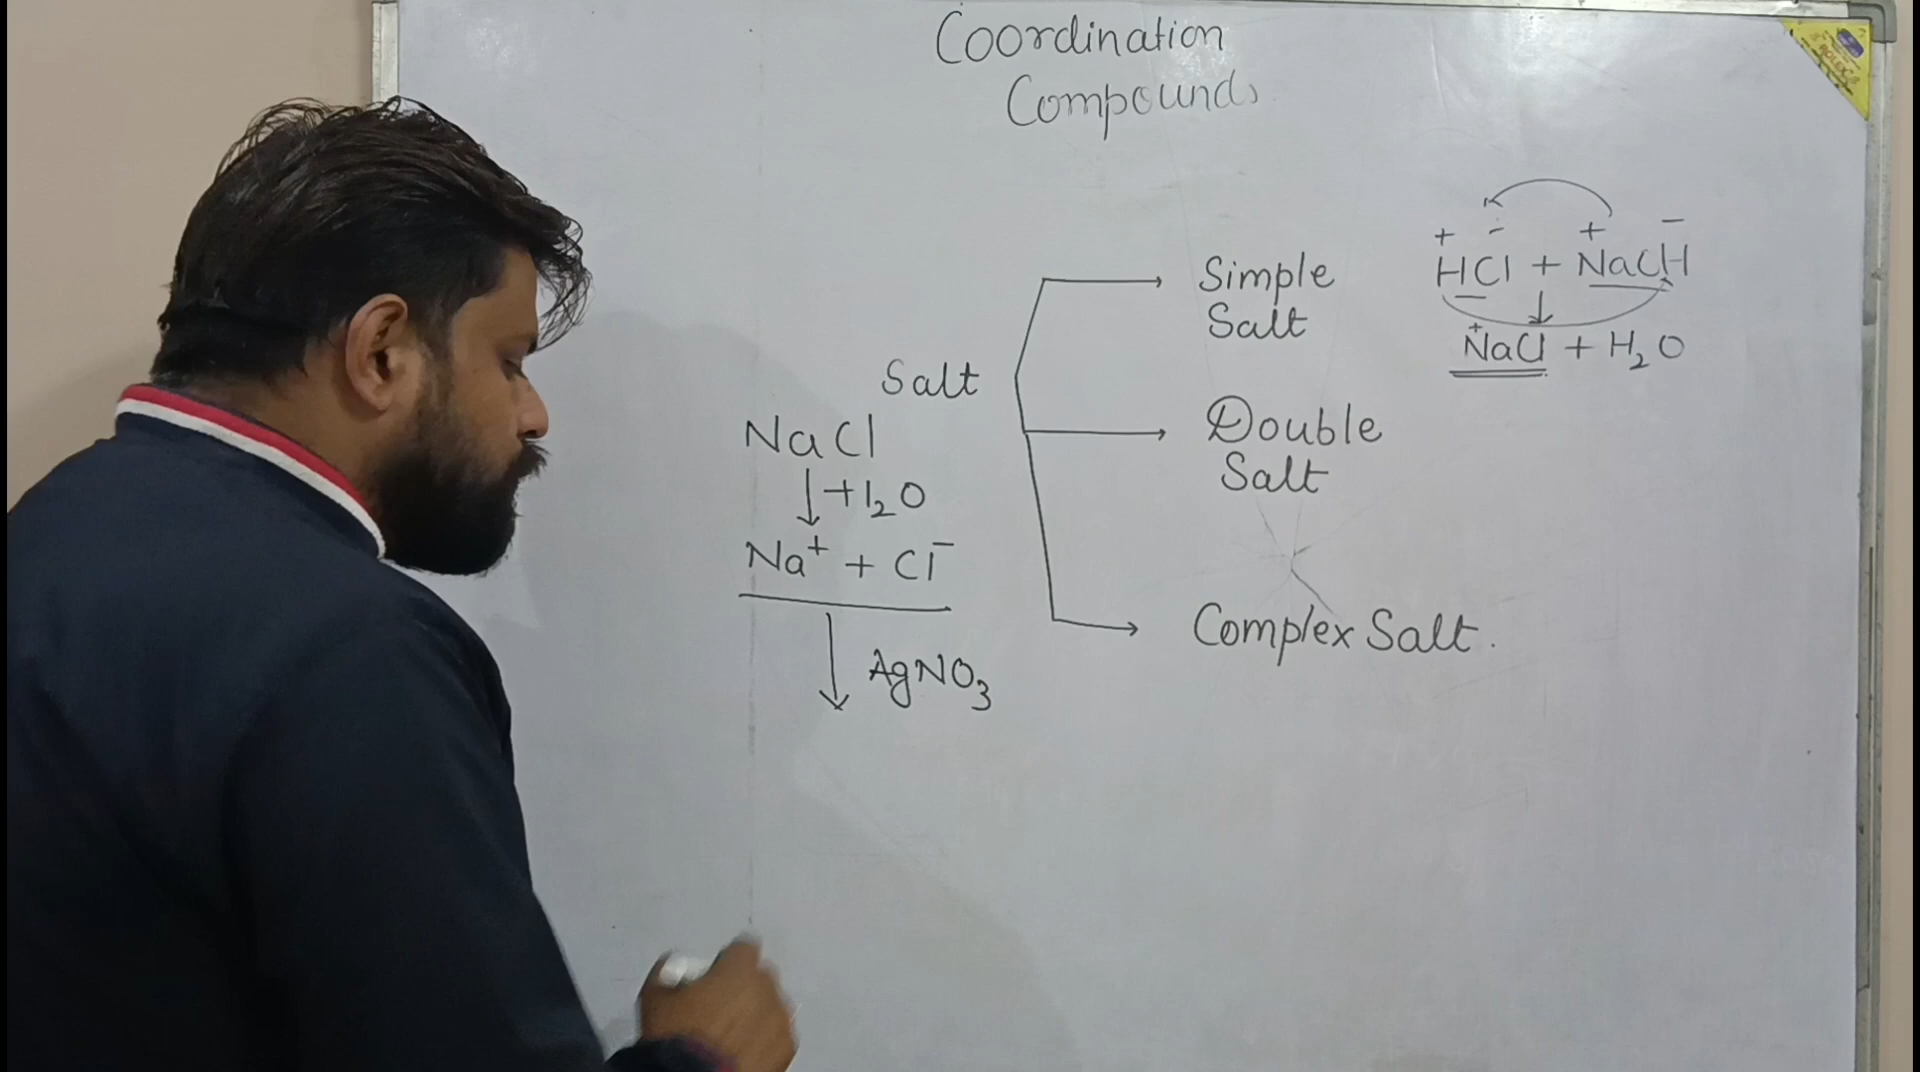 Coordination
Compounds
Salt
Simple
Salt
Double
Salt
Complex Salt.
HCl + NaOH
NaCl + H₂O
NaCl
↓ H₂O
Na⁺ + Cl⁻
↓ AgNO₃